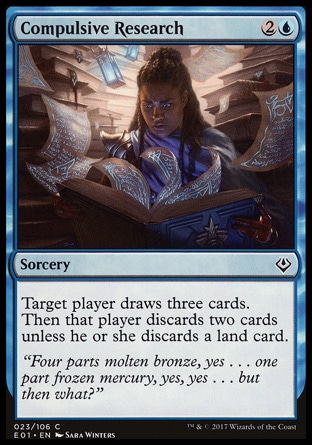 Compulsive Research 2
Sorcery
Target player draws three cards.
Then that player discards two cards
unless he or she discards a land card.
“Four parts molten bronze, yes . . . one
part frozen mercury, yes, yes . . . but
then what?”
023/106 C
E01 • EN SARA WINTERS ™ & © 2017 Wizards of the Coast